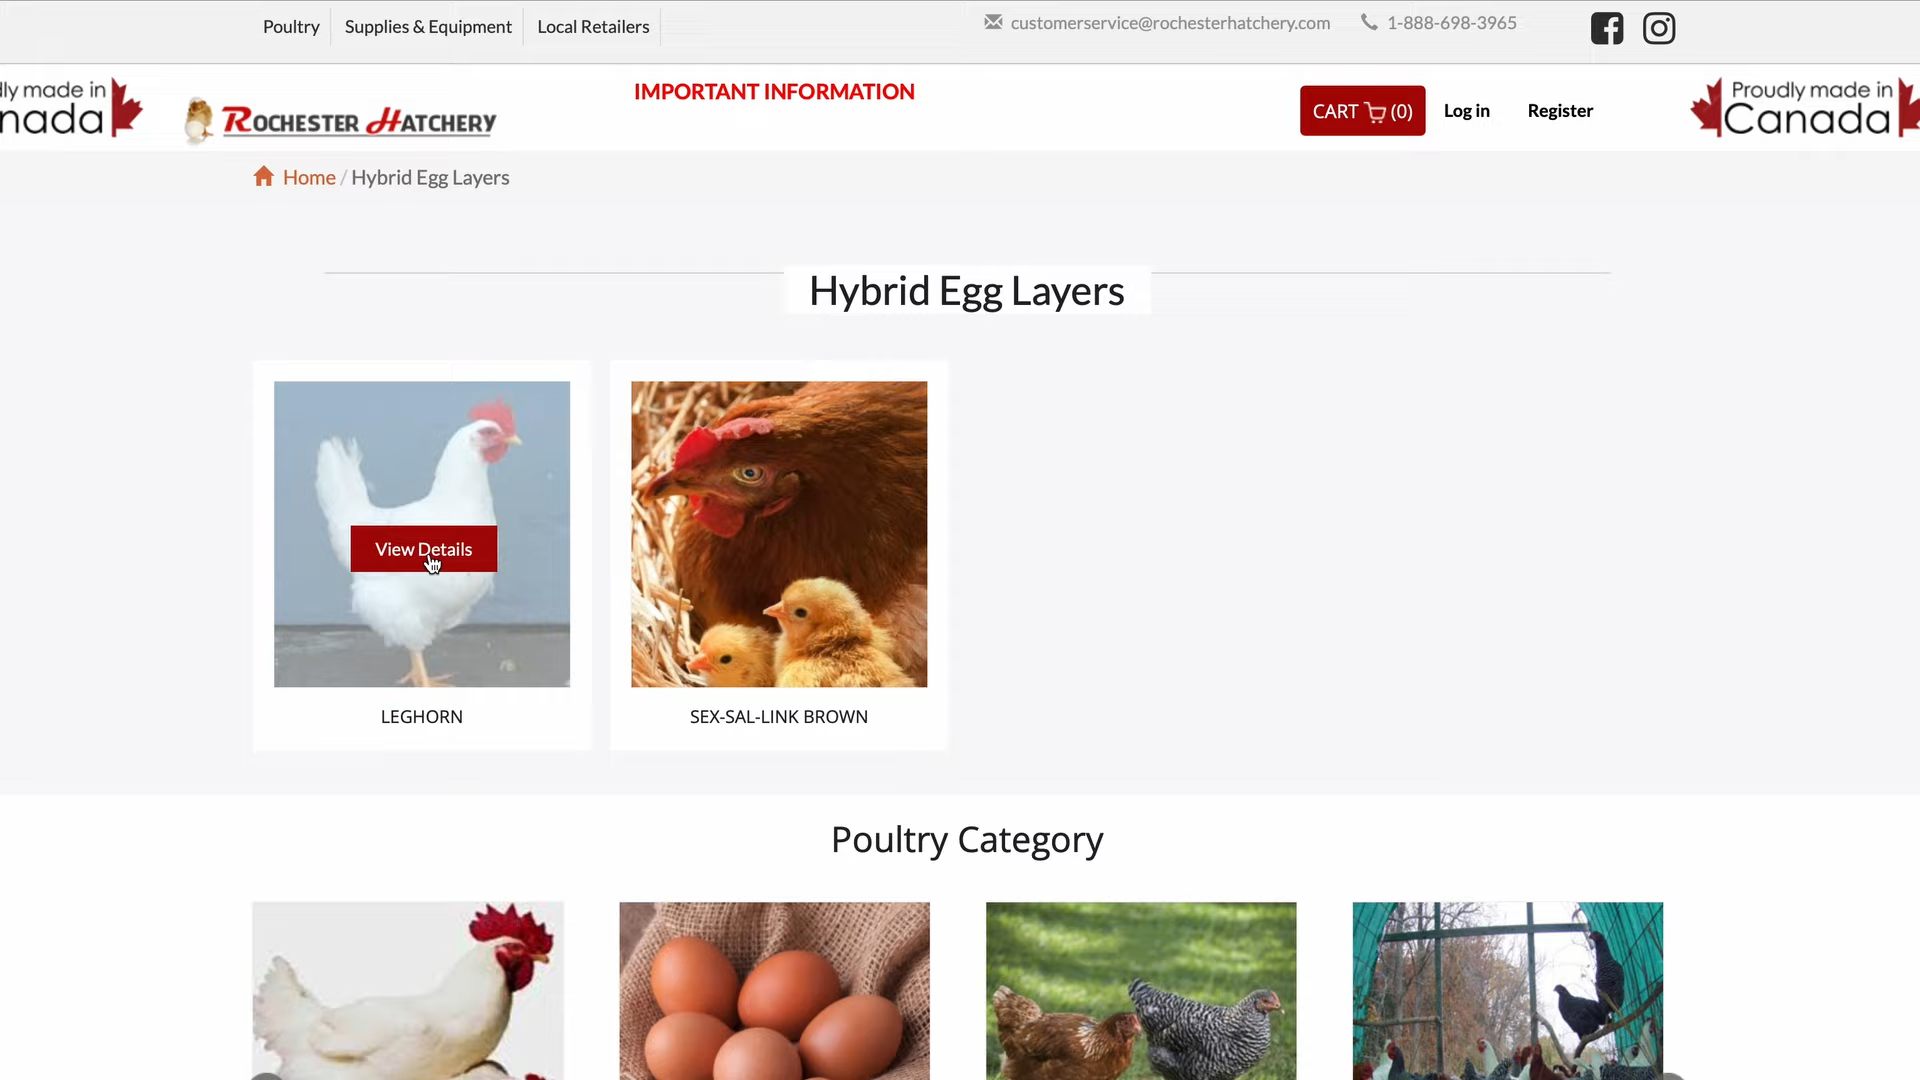 Poultry
Supplies & Equipment
Local Retailers
customerservice@rochesterhatchery.com
1-888-698-3965
dly made in
nada
ROCHESTER HATCHERY
IMPORTANT INFORMATION
CART (0)
Log in
Register
Proudly made in
Canada
Home / Hybrid Egg Layers
Hybrid Egg Layers
View Details
LEGHORN
SEX-SAL-LINK BROWN
Poultry Category